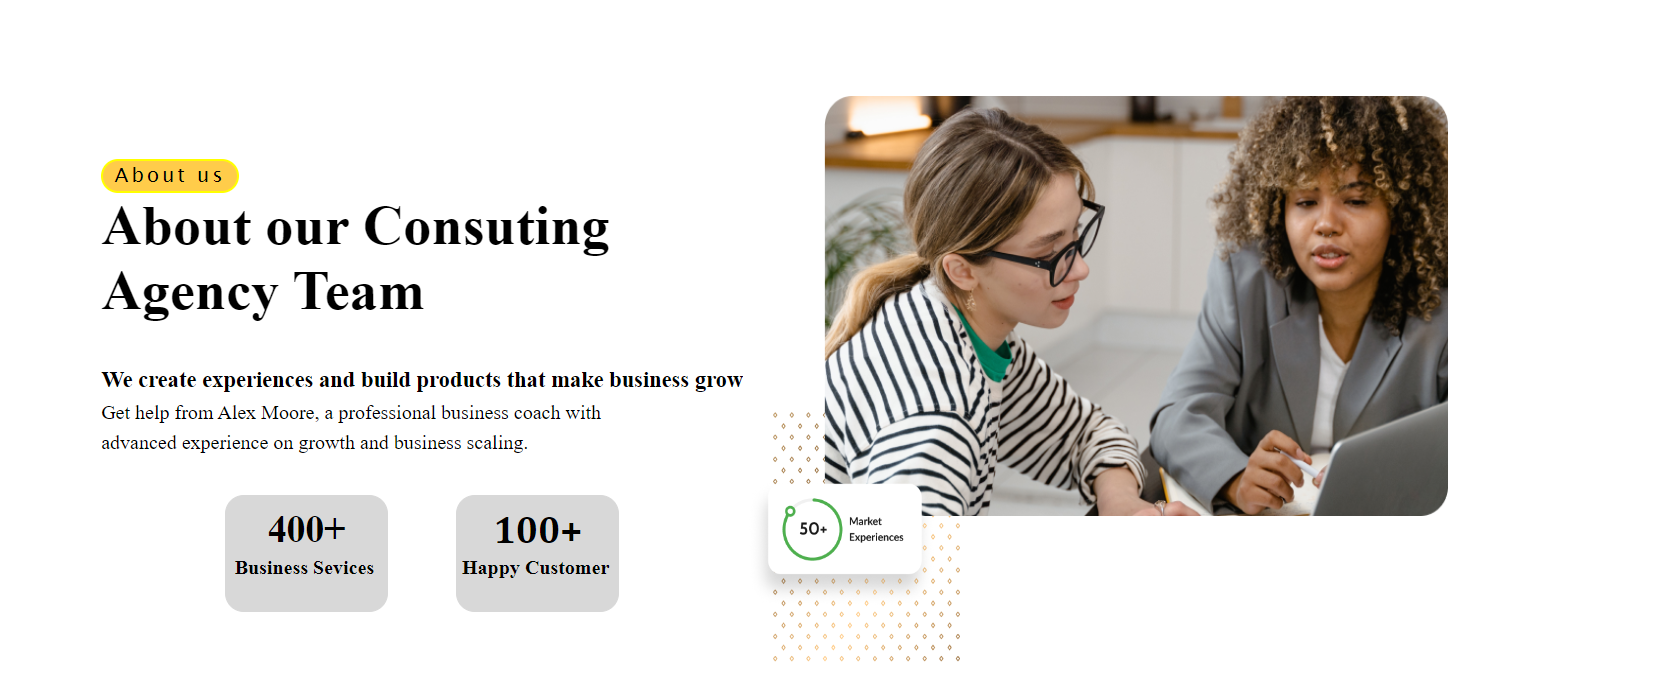 About us
About our Consuting
Agency Team
We create experiences and build products that make business grow
Get help from Alex Moore, a professional business coach with
advanced experience on growth and business scaling.
400+
Business Sevices
100+
Happy Customer
50+
Market
Experiences